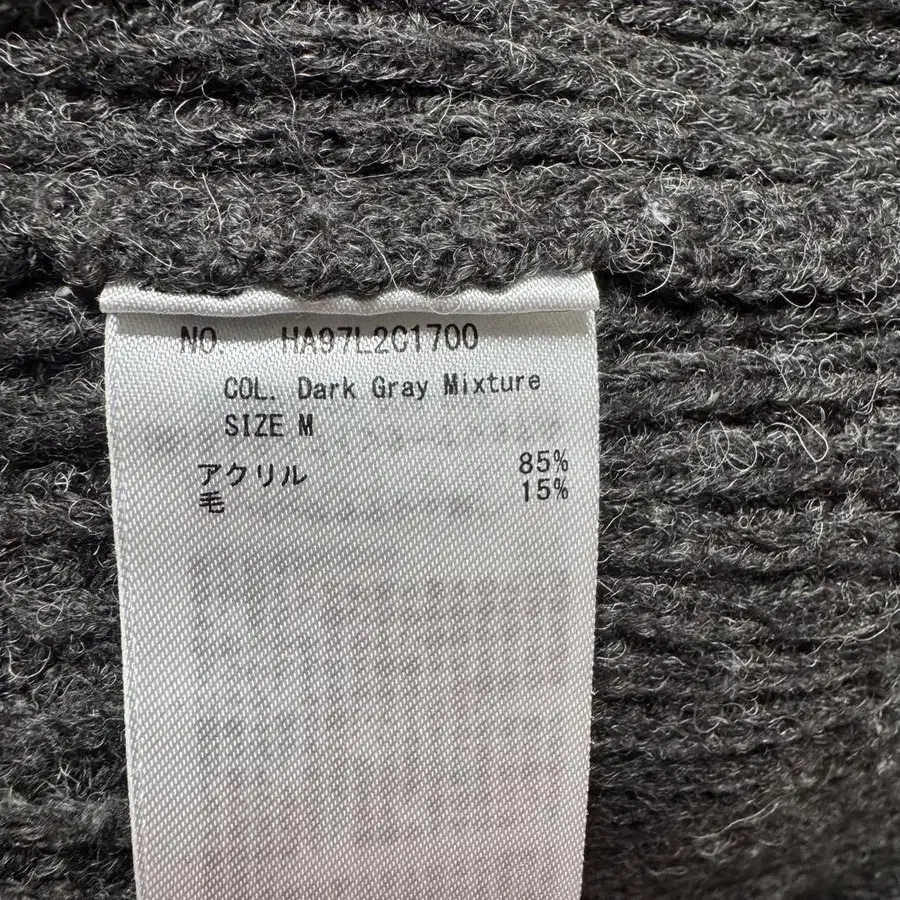 NO. HA97L2C1700
COL. Dark Gray Mixture
SIZE M
アクリル 85%
毛 15%